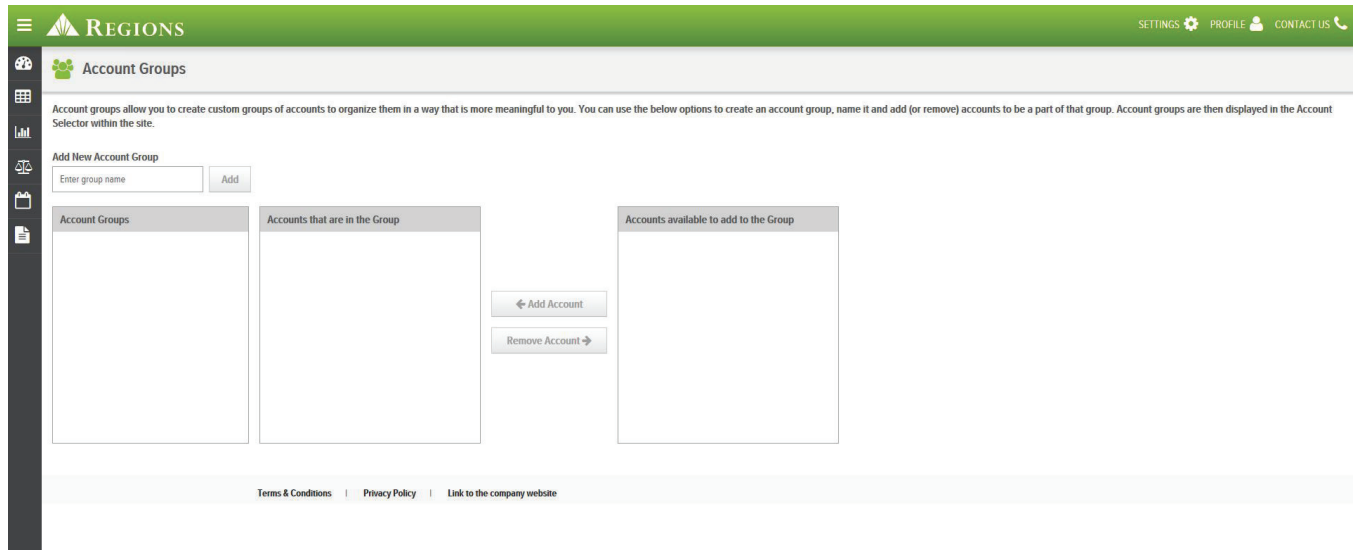 REGIONS
SETTINGS PROFILE CONTACT US
Account Groups
Account groups allow you to create custom groups of accounts to organize them in a way that is more meaningful to you. You can use the below options to create an account group, name it and add (or remove) accounts to be a part of that group. Account groups are then displayed in the Account
Selector within the site.
Add New Account Group
Enter group name Add
Account Groups Accounts that are in the Group Accounts available to add to the Group
Add Account
Remove Account
Terms & Conditions | Privacy Policy | Link to the company website